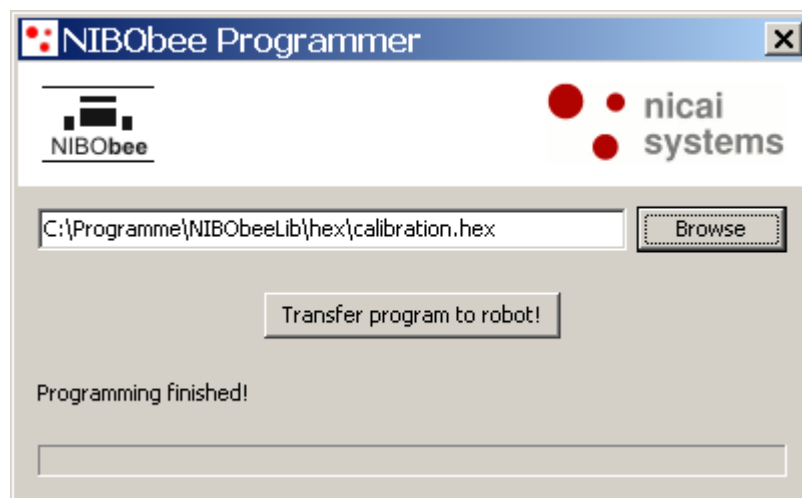 NIBObee Programmer
NIBObee
nicai
systems
C:\Programme\NIBObeeLib\hex\calibration.hex
Browse
Transfer program to robot!
Programming finished!